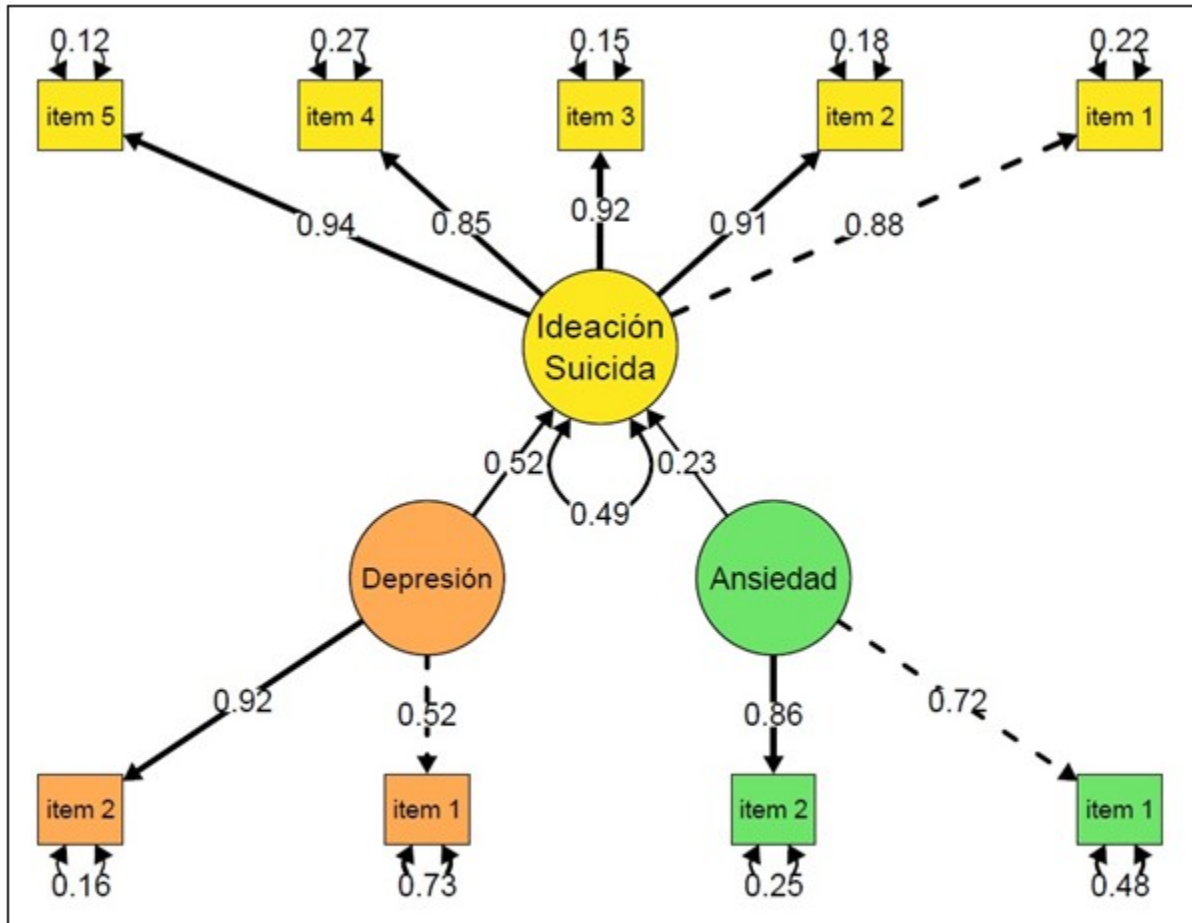 0.12 0.27 0.15 0.18 0.22
item 5 item 4 item 3 item 2 item 1
0.94 0.85 0.92 0.91 0.88
Ideación
Suicida
0.52 0.49 0.23
Depresión Ansiedad
0.92 0.52 0.86 0.72
item 2 item 1 item 2 item 1
0.16 0.73 0.25 0.48